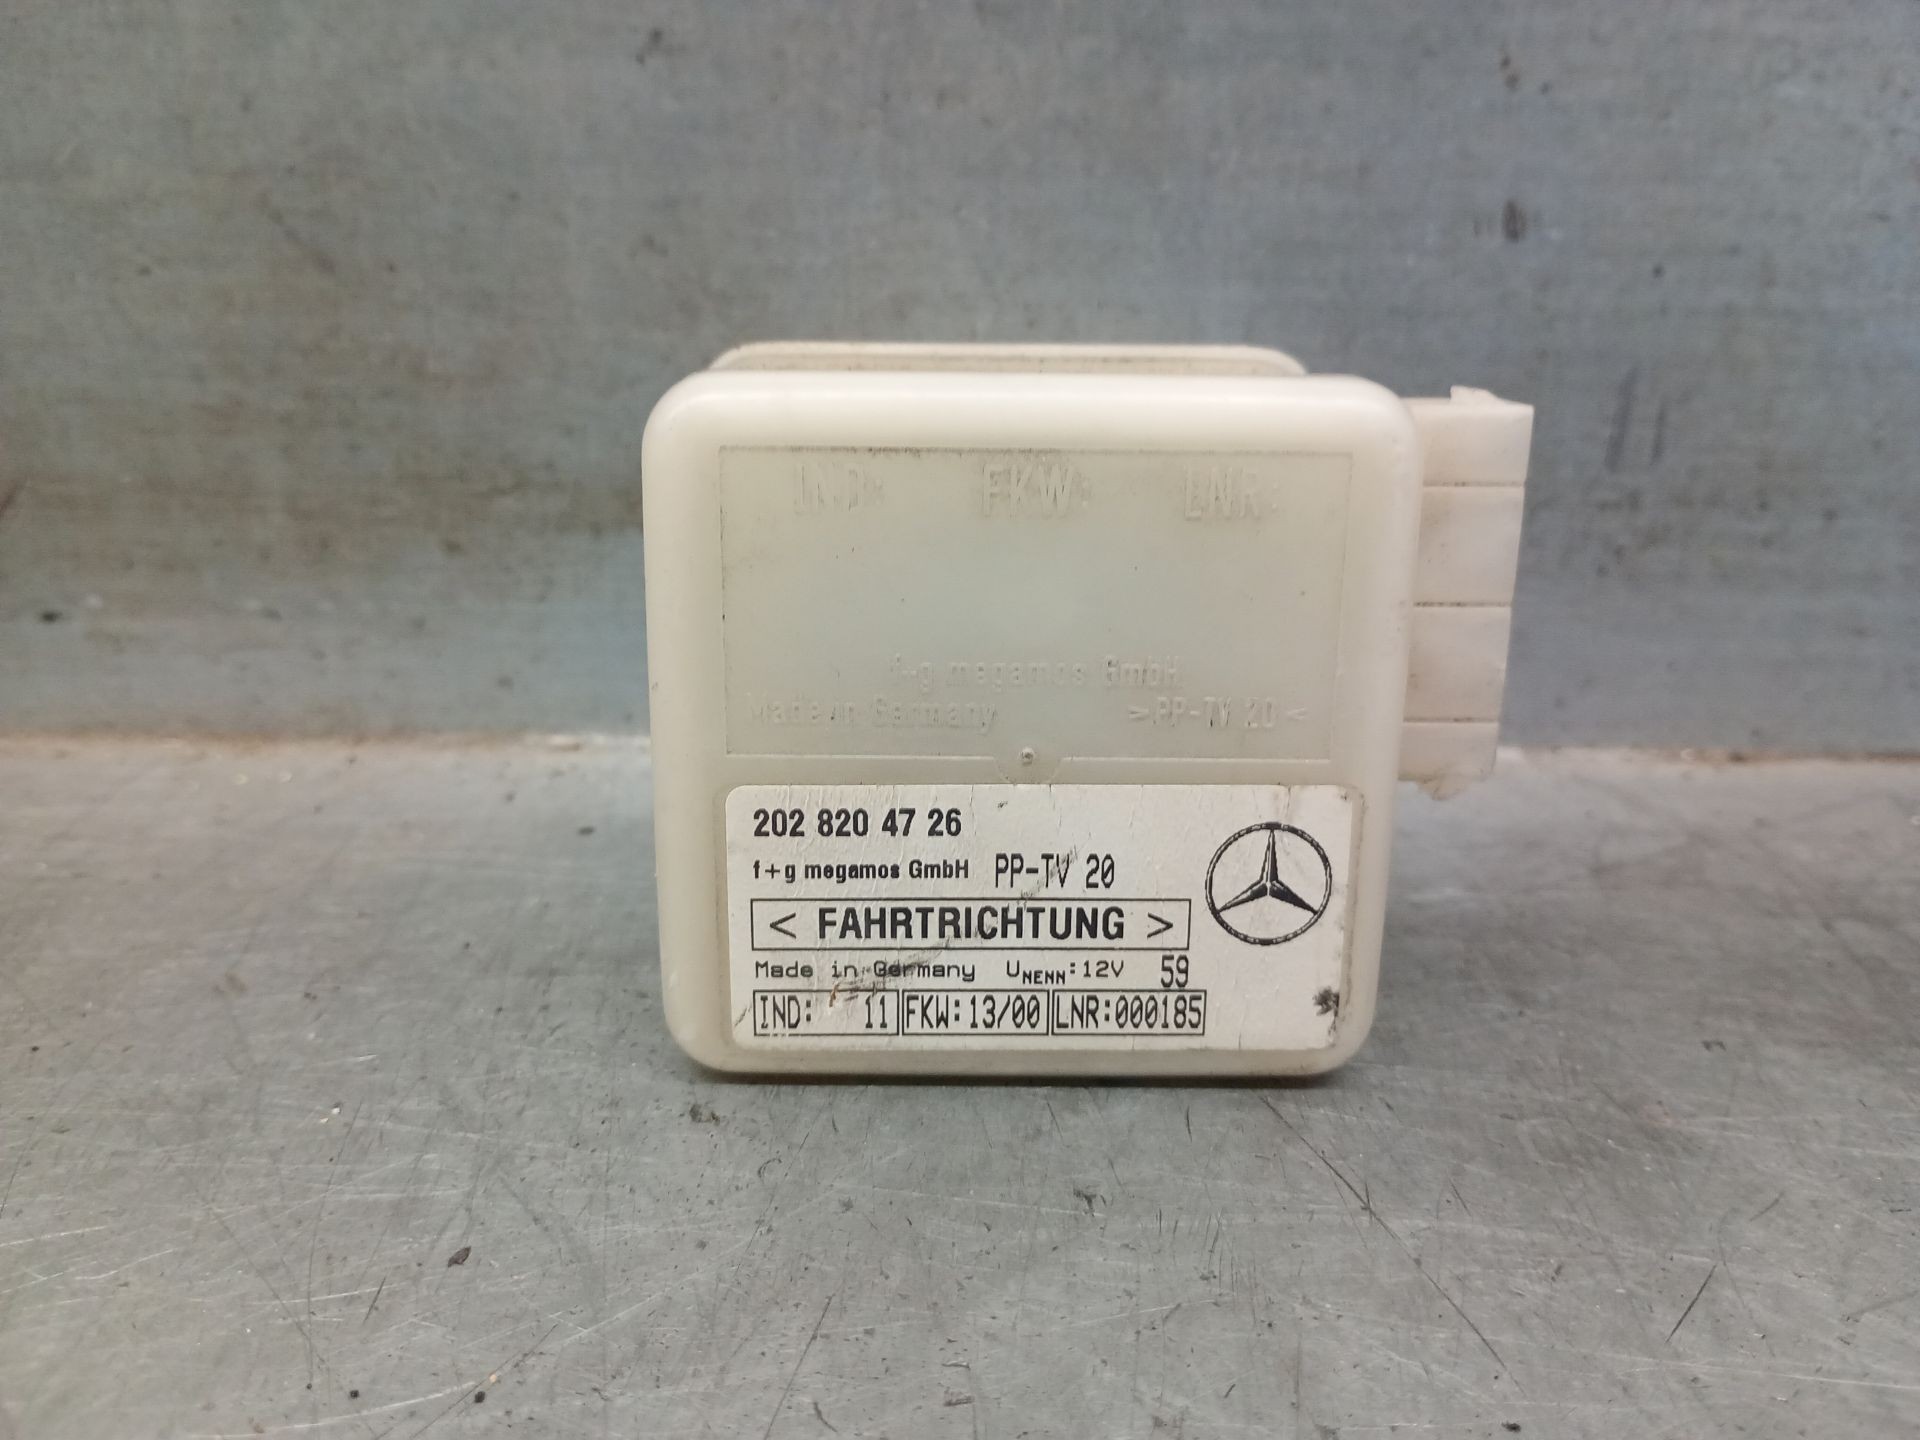 IND: FKW: LNR:
f+g megamos GmbH
Made in Germany >PP-TV 20<
202 820 47 26
f+g megamos GmbH PP-TV 20
< FAHRTRICHTUNG >
Made in Germany UNENN:12V 59
IND: 11 FKW:13/00 LNR:000185